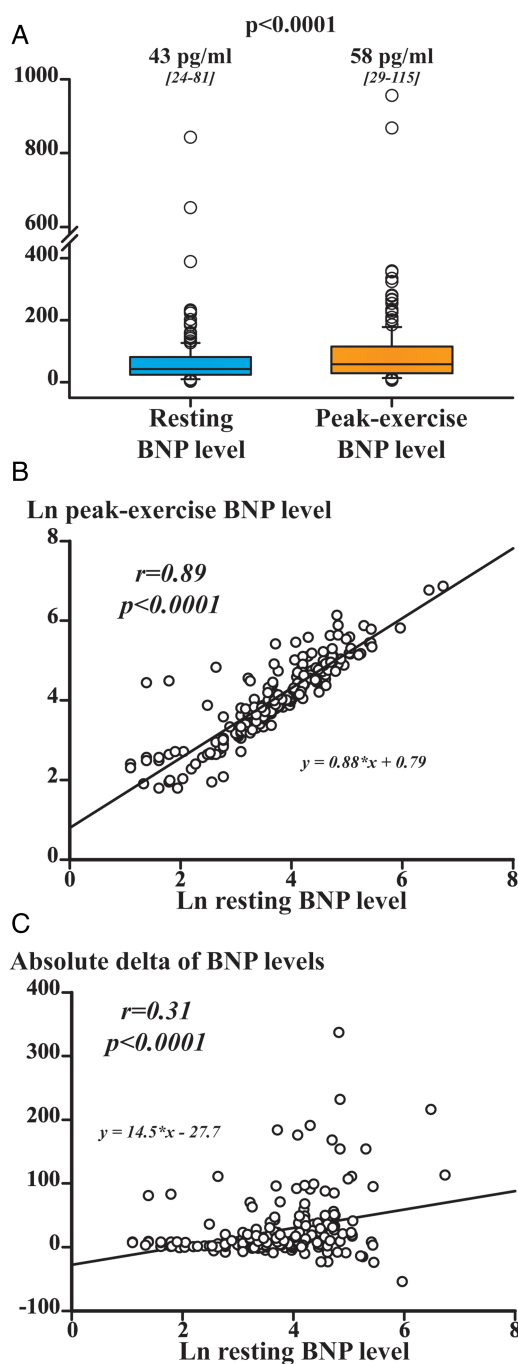 A
p<0.0001
43 pg/ml
58 pg/ml
[24-81]
[29-115]
1000
800
600
400
200
0
Resting
BNP level
Peak-exercise
BNP level
B
Ln peak-exercise BNP level
8
r=0.89
p<0.0001
6
4
y = 0.88*x + 0.79
2
0
0 2 4 6 8
Ln resting BNP level
C
Absolute delta of BNP levels
400
r=0.31
p<0.0001
300
200
y = 14.5*x - 27.7
100
0
-100
0 2 4 6 8
Ln resting BNP level